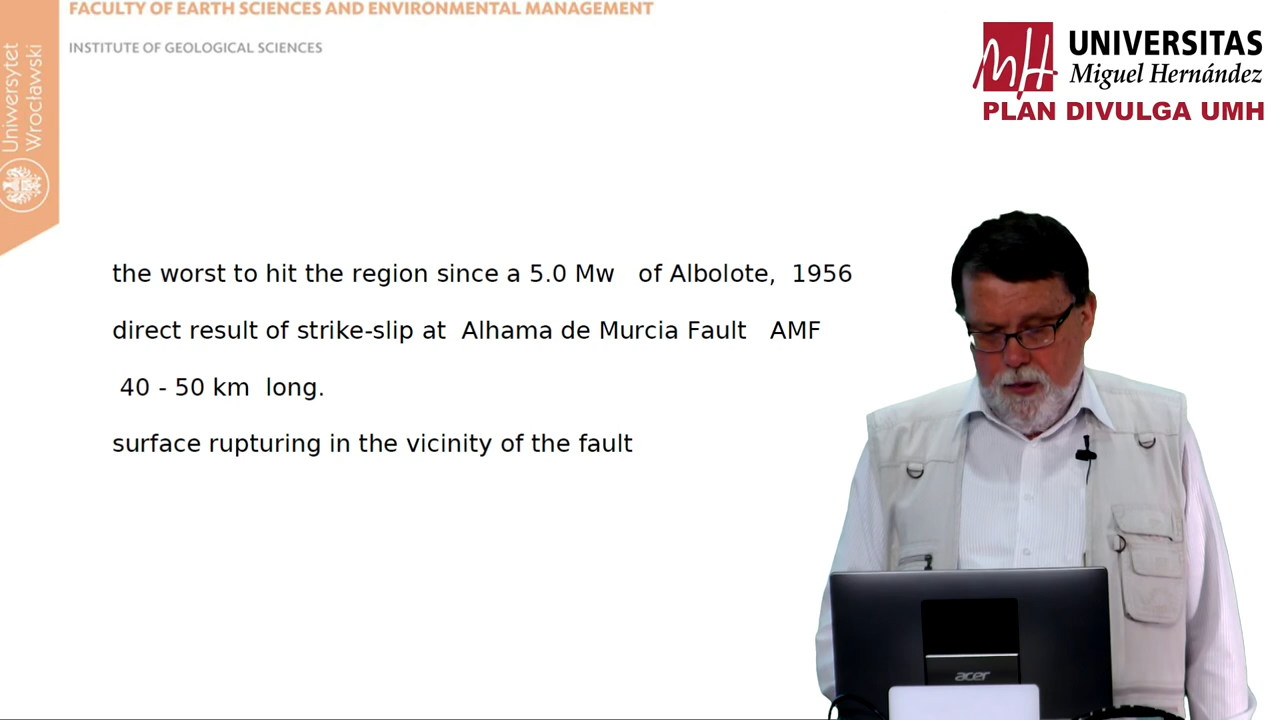 FACULTY OF EARTH SCIENCES AND ENVIRONMENTAL MANAGEMENT
INSTITUTE OF GEOLOGICAL SCIENCES
Uniwersytet
Wrocławski
UNIVERSITAS
Miguel Hernández
PLAN DIVULGA UMH
the worst to hit the region since a 5.0 Mw of Albolote, 1956
direct result of strike-slip at Alhama de Murcia Fault AMF
40 - 50 km long.
surface rupturing in the vicinity of the fault
acer